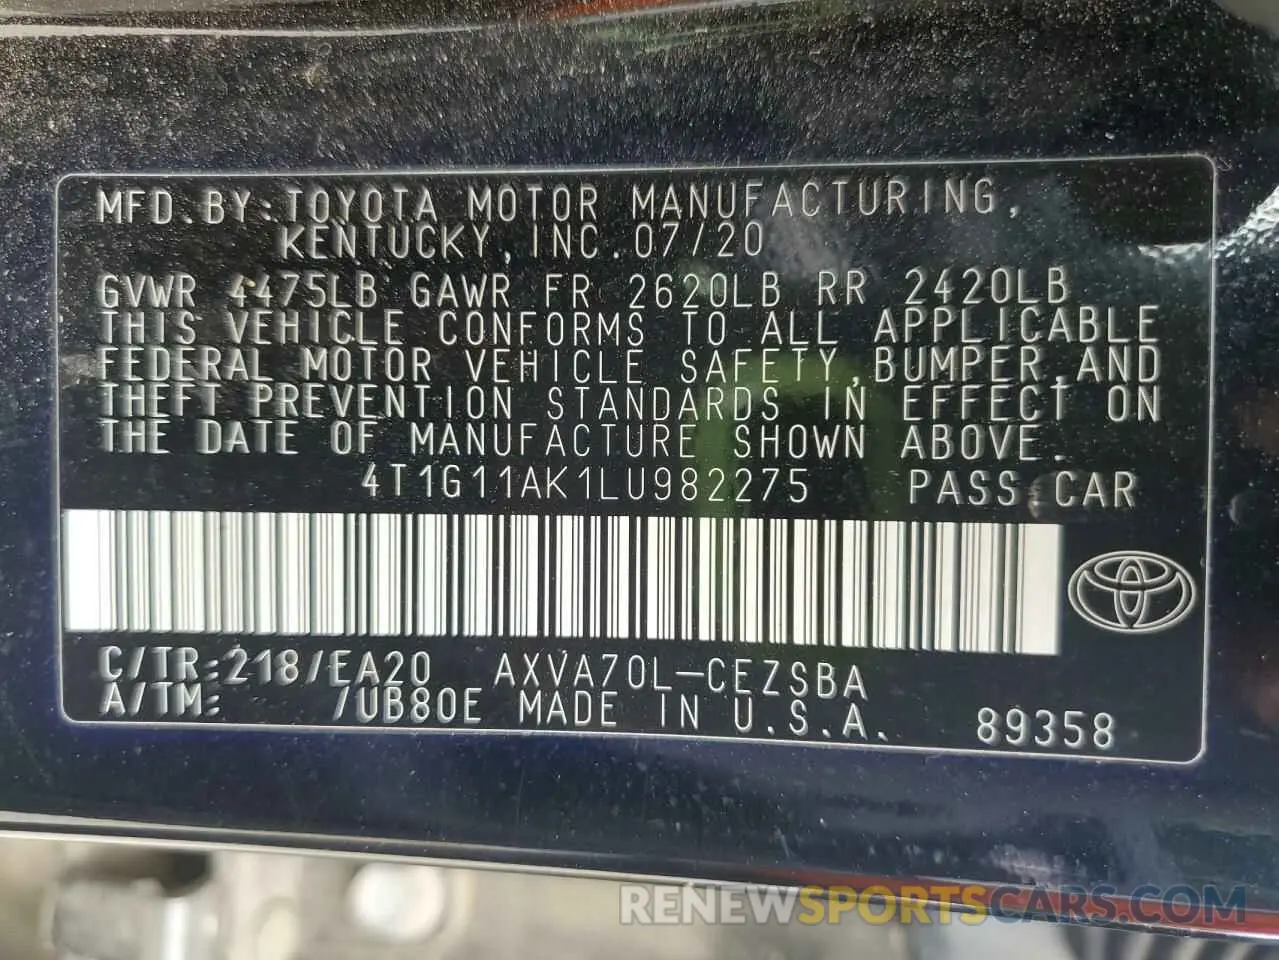 MFD.BY:TOYOTA MOTOR MANUFACTURING,
KENTUCKY, INC. 07/20
GVWR 4475LB GAWR FR 2620LB RR 2420LB
THIS VEHICLE CONFORMS TO ALL APPLICABLE
FEDERAL MOTOR VEHICLE SAFETY,BUMPER,AND
THEFT PREVENTION STANDARDS IN EFFECT ON
THE DATE OF MANUFACTURE SHOWN ABOVE.
4T1G11AK1LU982275 PASS CAR
C/TR:218/EA20 AXVA70L-CEZSBA
A/TM: /UB80E MADE IN U.S.A. 89358
RENEWSPORTSCARS.COM